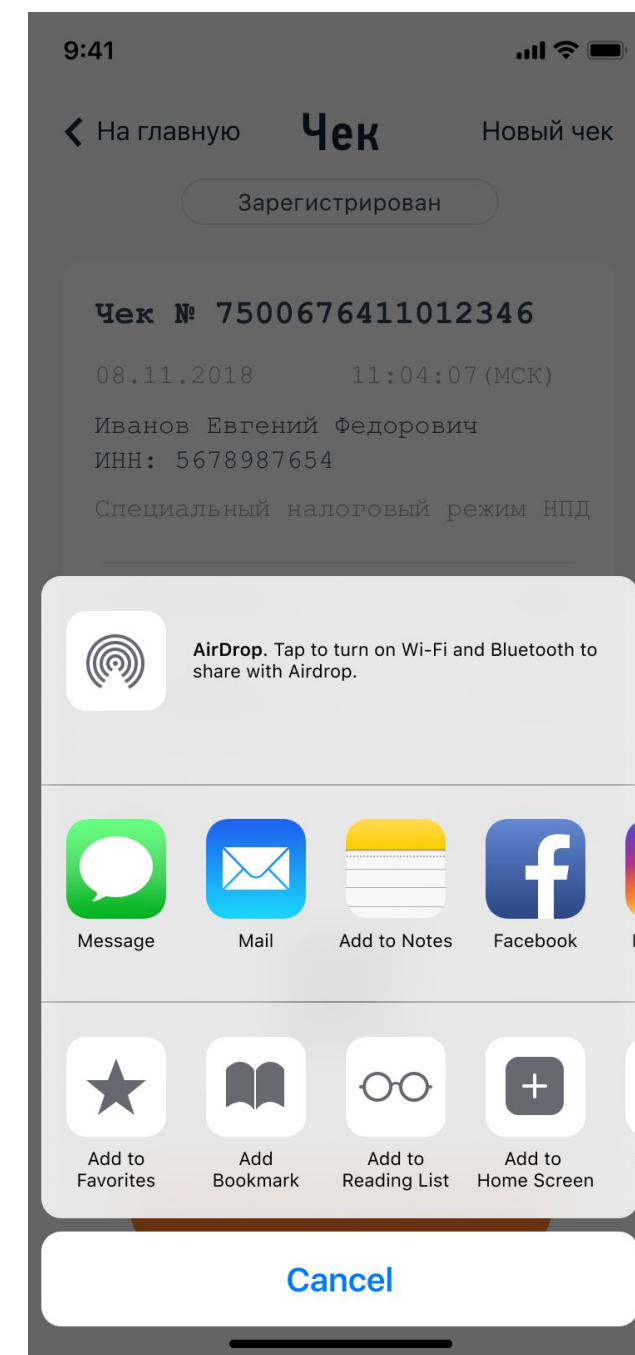 9:41
На главную Чек Новый чек
Зарегистрирован
Чек № 7500676411012346
08.11.2018 11:04:07(МСК)
Иванов Евгений Федорович
ИНН: 5678987654
Специальный налоговый режим НПД
AirDrop. Tap to turn on Wi-Fi and Bluetooth to
share with Airdrop.
Message Mail Add to Notes Facebook
Add to Add Add to Add to
Favorites Bookmark Reading List Home Screen
Cancel